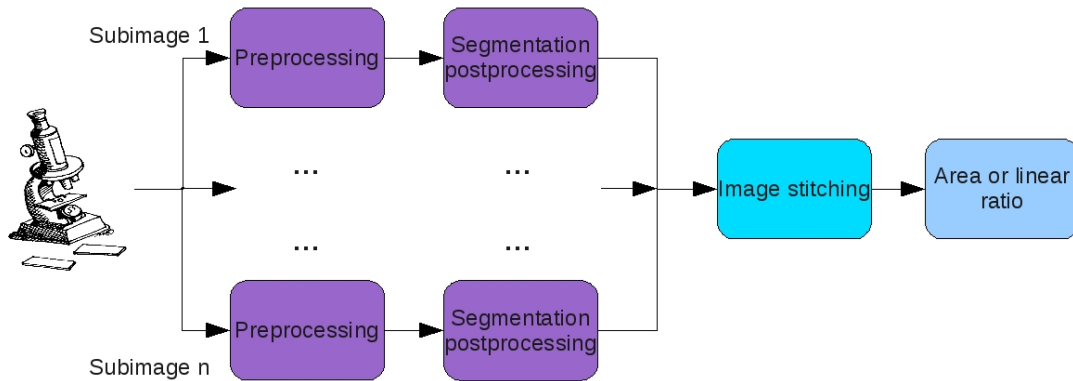 Subimage 1
Preprocessing
Segmentation
postprocessing
...
...
Image stitching
Area or linear
ratio
...
...
Preprocessing
Segmentation
postprocessing
Subimage n